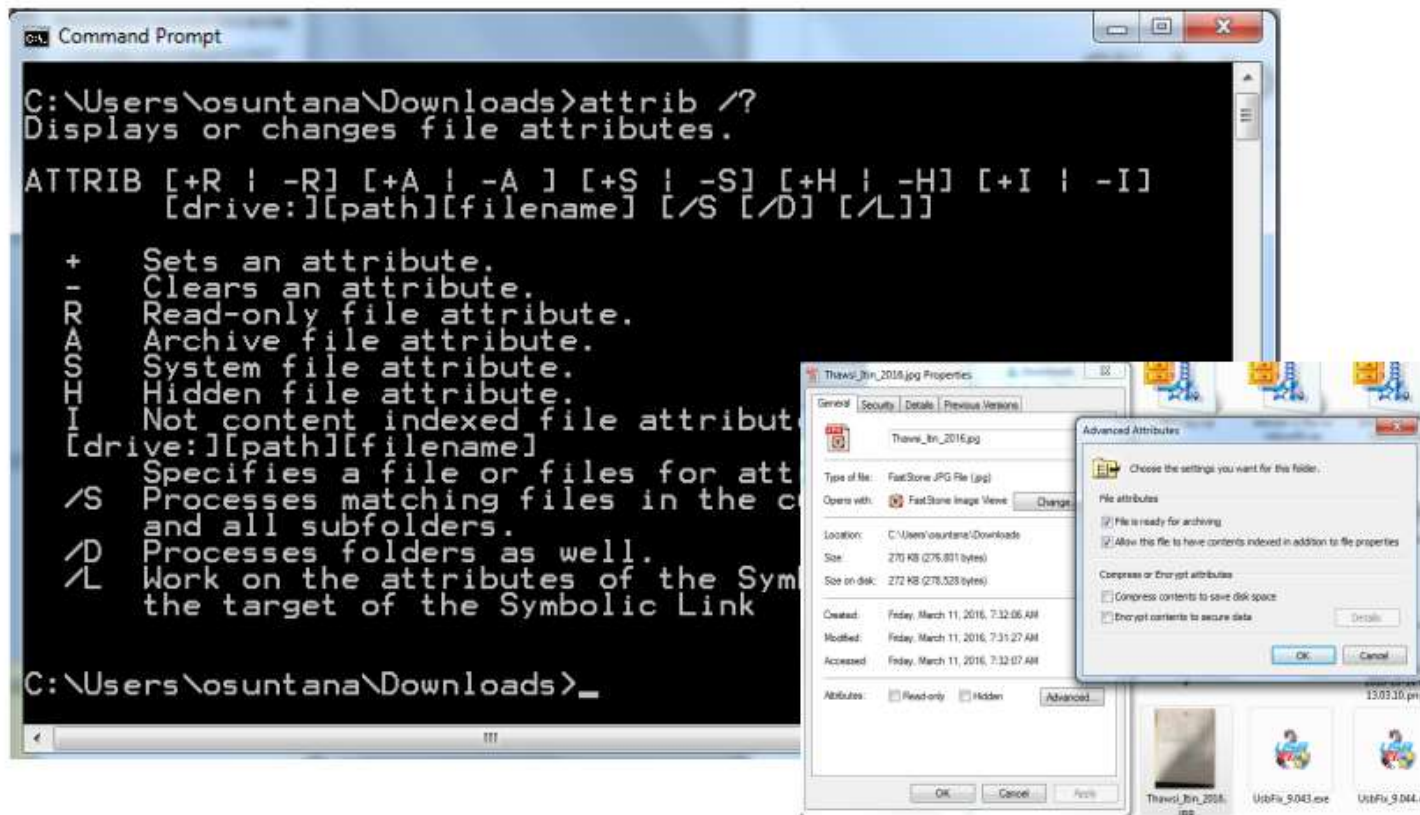 Command Prompt
C:\Users\osuntana\Downloads>attrib /?
Displays or changes file attributes.
ATTRIB [+R | -R] [+A | -A ] [+S | -S] [+H | -H] [+I | -I]
[drive:][path][filename] [/S [/D] [/L]]
+ Sets an attribute.
- Clears an attribute.
R Read-only file attribute.
A Archive file attribute.
S System file attribute.
H Hidden file attribute.
I Not content indexed file attribut
[drive:][path][filename]
Specifies a file or files for att
/S Processes matching files in the c
and all subfolders.
/D Processes folders as well.
/L Work on the attributes of the Sym
the target of the Symbolic Link
C:\Users\osuntana\Downloads>_
Thawsi_Itin_2016.jpg Properties
General Security Details Previous Versions
Thawsi_Itin_2016.jpg
Type of file: FastStone JPG File (.jpg)
Opens with: FastStone Image Viewe Change...
Location: C:\Users\osuntana\Downloads
Size: 270 KB (276,801 bytes)
Size on disk: 272 KB (278,528 bytes)
Created: Friday, March 11, 2016, 7:32:06 AM
Modified: Friday, March 11, 2016, 7:31:27 AM
Accessed: Friday, March 11, 2016, 7:32:07 AM
Attributes: Read-only Hidden Advanced...
OK Cancel Apply
Advanced Attributes
Choose the settings you want for this folder.
File attributes
File is ready for archiving
Allow this file to have contents indexed in addition to file properties
Compress or Encrypt attributes
Compress contents to save disk space
Encrypt contents to secure data Details
OK Cancel
13.03.10.pn
Thawsi_Itin_2016.
jpg
UsbFix_9.043.exe
UsbFix_9.044.